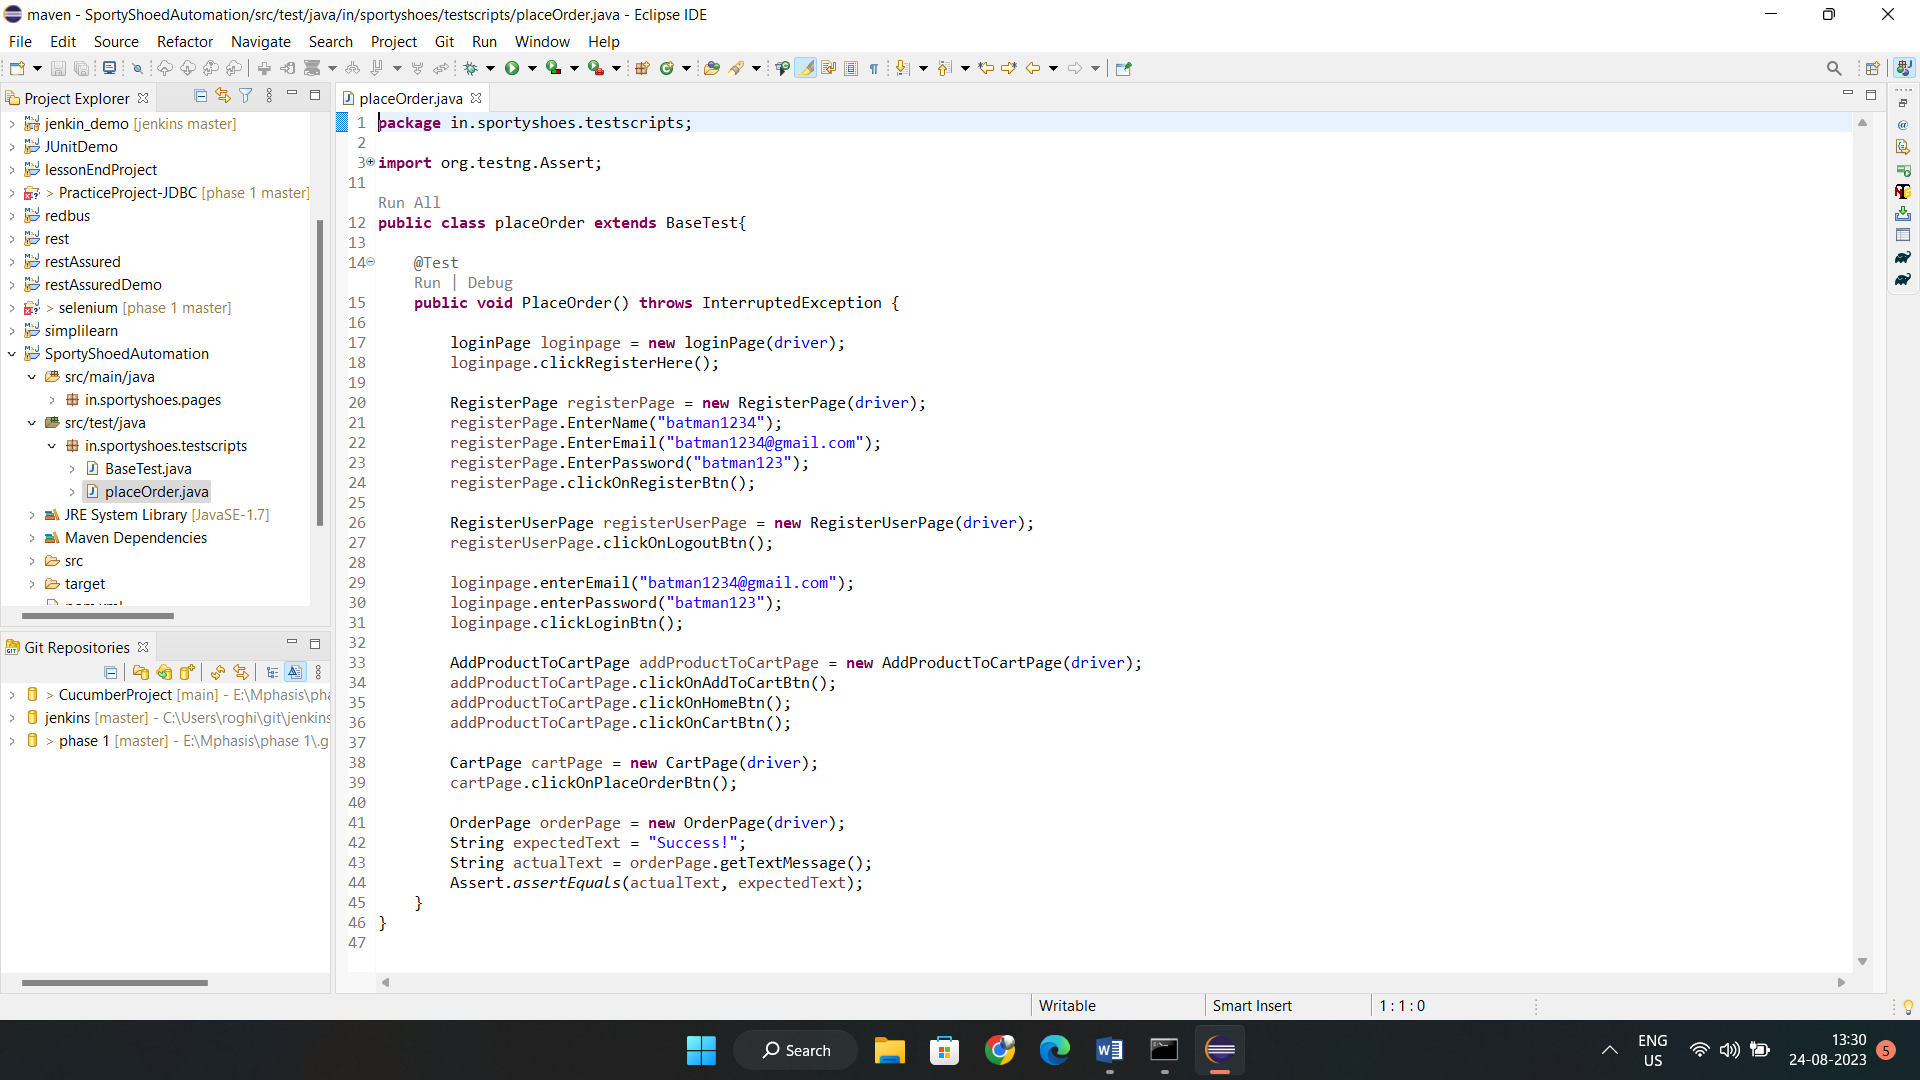 maven - SportyShoedAutomation/src/test/java/in/sportyshoes/testscripts/placeOrder.java - Eclipse IDE
File Edit Source Refactor Navigate Search Project Git Run Window Help
Project Explorer
jenkin_demo [jenkins master]
JUnitDemo
lessonEndProject
> PracticeProject-JDBC [phase 1 master]
redbus
rest
restAssured
restAssuredDemo
> selenium [phase 1 master]
simplilearn
SportyShoedAutomation
src/main/java
in.sportyshoes.pages
src/test/java
in.sportyshoes.testscripts
BaseTest.java
placeOrder.java
JRE System Library [JavaSE-1.7]
Maven Dependencies
src
target
Git Repositories
> CucumberProject [main] - E:\Mphasis\pha
jenkins [master] - C:\Users\roghi\git\jenkins
> phase 1 [master] - E:\Mphasis\phase 1\.g
placeOrder.java
1 package in.sportyshoes.testscripts;
2
3 import org.testng.Assert;
11
Run All
12 public class placeOrder extends BaseTest{
13
14 @Test
Run | Debug
15 public void PlaceOrder() throws InterruptedException {
16
17 loginPage loginpage = new loginPage(driver);
18 loginpage.clickRegisterHere();
19
20 RegisterPage registerPage = new RegisterPage(driver);
21 registerPage.EnterName("batman1234");
22 registerPage.EnterEmail("batman1234@gmail.com");
23 registerPage.EnterPassword("batman123");
24 registerPage.clickOnRegisterBtn();
25
26 RegisterUserPage registerUserPage = new RegisterUserPage(driver);
27 registerUserPage.clickOnLogoutBtn();
28
29 loginpage.enterEmail("batman1234@gmail.com");
30 loginpage.enterPassword("batman123");
31 loginpage.clickLoginBtn();
32
33 AddProductToCartPage addProductToCartPage = new AddProductToCartPage(driver);
34 addProductToCartPage.clickOnAddToCartBtn();
35 addProductToCartPage.clickOnHomeBtn();
36 addProductToCartPage.clickOnCartBtn();
37
38 CartPage cartPage = new CartPage(driver);
39 cartPage.clickOnPlaceOrderBtn();
40
41 OrderPage orderPage = new OrderPage(driver);
42 String expectedText = "Success!";
43 String actualText = orderPage.getTextMessage();
44 Assert.assertEquals(actualText, expectedText);
45 }
46 }
47
Writable Smart Insert 1 : 1 : 0
Search
ENG
US
13:30
24-08-2023
5